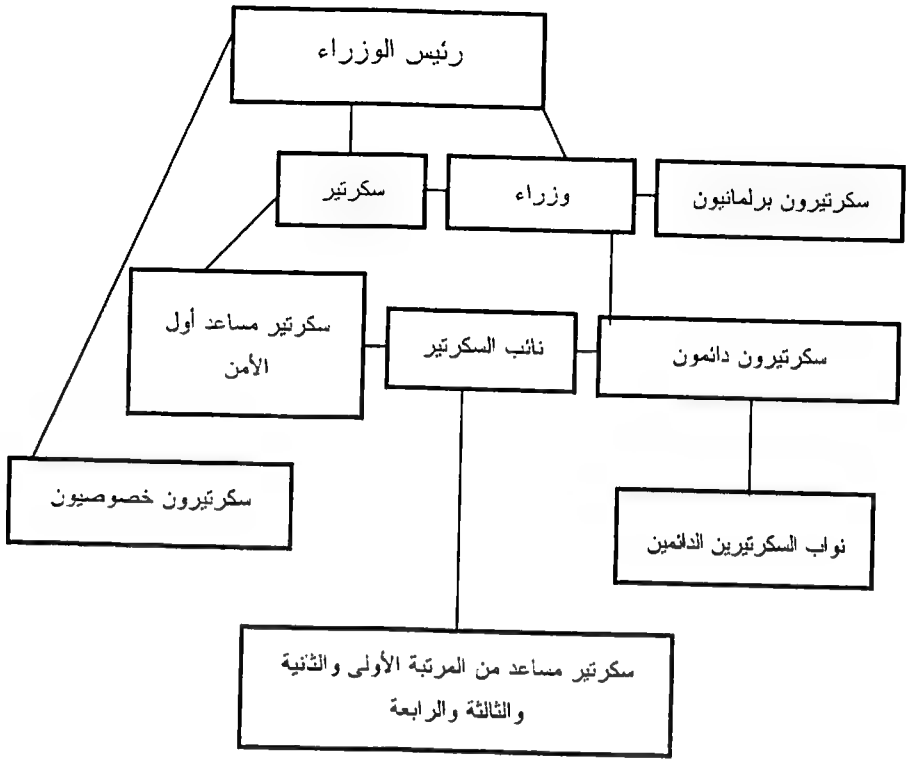 رئيس الوزراء
سكرتيرون برلمانيون
وزراء
سكرتير
سكرتيرون دائمون
نائب السكرتير
سكرتير مساعد أول
الأمن
سكرتيرون خصوصيون
نواب السكرتيرين الدائمين
سكرتير مساعد من المرتبة الأولى والثانية
والثالثة والرابعة